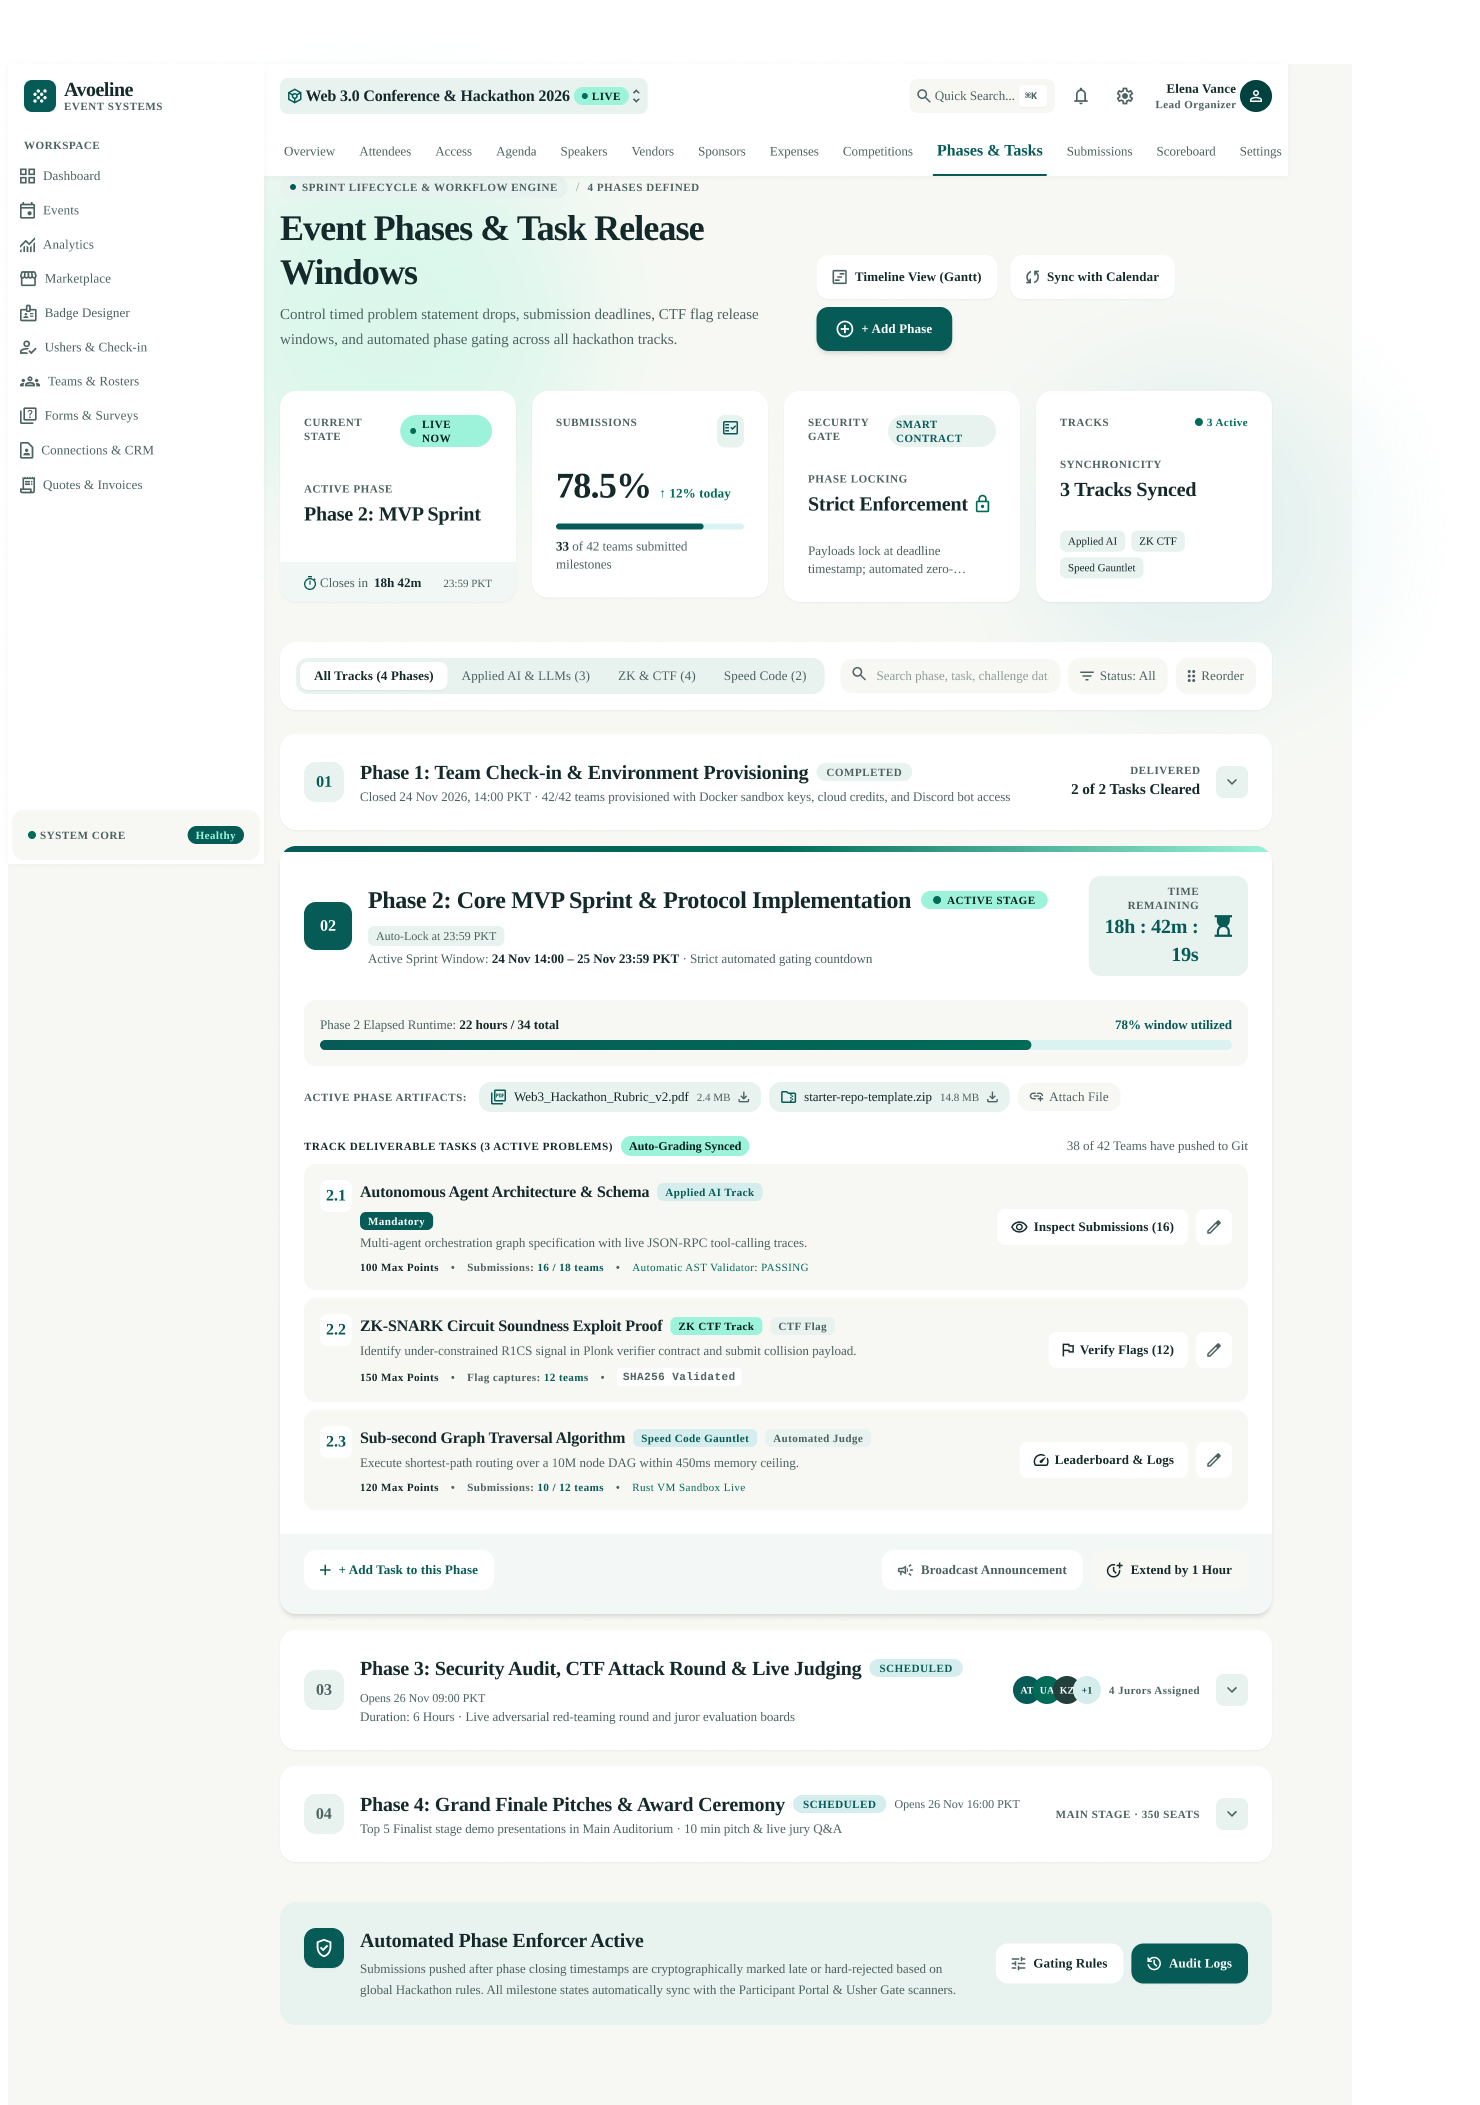 Avoeline
EVENT SYSTEMS
WORKSPACE
Dashboard
Events
Analytics
Marketplace
Badge Designer
Ushers & Check-in
Teams & Rosters
Forms & Surveys
Connections & CRM
Quotes & Invoices
SYSTEM CORE
Healthy
Web 3.0 Conference & Hackathon 2026
LIVE
Quick Search...
⌘K
Elena Vance
Lead Organizer
Overview
Attendees
Access
Agenda
Speakers
Vendors
Sponsors
Expenses
Competitions
Phases & Tasks
Submissions
Scoreboard
Settings
SPRINT LIFECYCLE & WORKFLOW ENGINE / 4 PHASES DEFINED
Event Phases & Task Release
Windows
Control timed problem statement drops, submission deadlines, CTF flag release
windows, and automated phase gating across all hackathon tracks.
Timeline View (Gantt)
Sync with Calendar
+ Add Phase
CURRENT
STATE
LIVE
NOW
ACTIVE PHASE
Phase 2: MVP Sprint
Closes in 18h 42m
23:59 PKT
SUBMISSIONS
78.5% ↑ 12% today
33 of 42 teams submitted
milestones
SECURITY
GATE
SMART
CONTRACT
PHASE LOCKING
Strict Enforcement
Payloads lock at deadline
timestamp; automated zero-…
TRACKS
3 Active
SYNCHRONICITY
3 Tracks Synced
Applied AI
ZK CTF
Speed Gauntlet
All Tracks (4 Phases)
Applied AI & LLMs (3)
ZK & CTF (4)
Speed Code (2)
Search phase, task, challenge dat
Status: All
Reorder
01
Phase 1: Team Check-in & Environment Provisioning
COMPLETED
Closed 24 Nov 2026, 14:00 PKT · 42/42 teams provisioned with Docker sandbox keys, cloud credits, and Discord bot access
DELIVERED
2 of 2 Tasks Cleared
02
Phase 2: Core MVP Sprint & Protocol Implementation
ACTIVE STAGE
Auto-Lock at 23:59 PKT
Active Sprint Window: 24 Nov 14:00 – 25 Nov 23:59 PKT · Strict automated gating countdown
TIME
REMAINING
18h : 42m :
19s
Phase 2 Elapsed Runtime: 22 hours / 34 total
78% window utilized
ACTIVE PHASE ARTIFACTS:
Web3_Hackathon_Rubric_v2.pdf 2.4 MB
starter-repo-template.zip 14.8 MB
Attach File
TRACK DELIVERABLE TASKS (3 ACTIVE PROBLEMS)
Auto-Grading Synced
38 of 42 Teams have pushed to Git
2.1
Autonomous Agent Architecture & Schema
Applied AI Track
Mandatory
Multi-agent orchestration graph specification with live JSON-RPC tool-calling traces.
100 Max Points • Submissions: 16 / 18 teams • Automatic AST Validator: PASSING
Inspect Submissions (16)
2.2
ZK-SNARK Circuit Soundness Exploit Proof
ZK CTF Track
CTF Flag
Identify under-constrained R1CS signal in Plonk verifier contract and submit collision payload.
150 Max Points • Flag captures: 12 teams • SHA256 Validated
Verify Flags (12)
2.3
Sub-second Graph Traversal Algorithm
Speed Code Gauntlet
Automated Judge
Execute shortest-path routing over a 10M node DAG within 450ms memory ceiling.
120 Max Points • Submissions: 10 / 12 teams • Rust VM Sandbox Live
Leaderboard & Logs
+ Add Task to this Phase
Broadcast Announcement
Extend by 1 Hour
03
Phase 3: Security Audit, CTF Attack Round & Live Judging
SCHEDULED
Opens 26 Nov 09:00 PKT
Duration: 6 Hours · Live adversarial red-teaming round and juror evaluation boards
AT
UA
KZ
+1
4 Jurors Assigned
04
Phase 4: Grand Finale Pitches & Award Ceremony
SCHEDULED
Opens 26 Nov 16:00 PKT
Top 5 Finalist stage demo presentations in Main Auditorium · 10 min pitch & live jury Q&A
MAIN STAGE · 350 SEATS
Automated Phase Enforcer Active
Submissions pushed after phase closing timestamps are cryptographically marked late or hard-rejected based on
global Hackathon rules. All milestone states automatically sync with the Participant Portal & Usher Gate scanners.
Gating Rules
Audit Logs